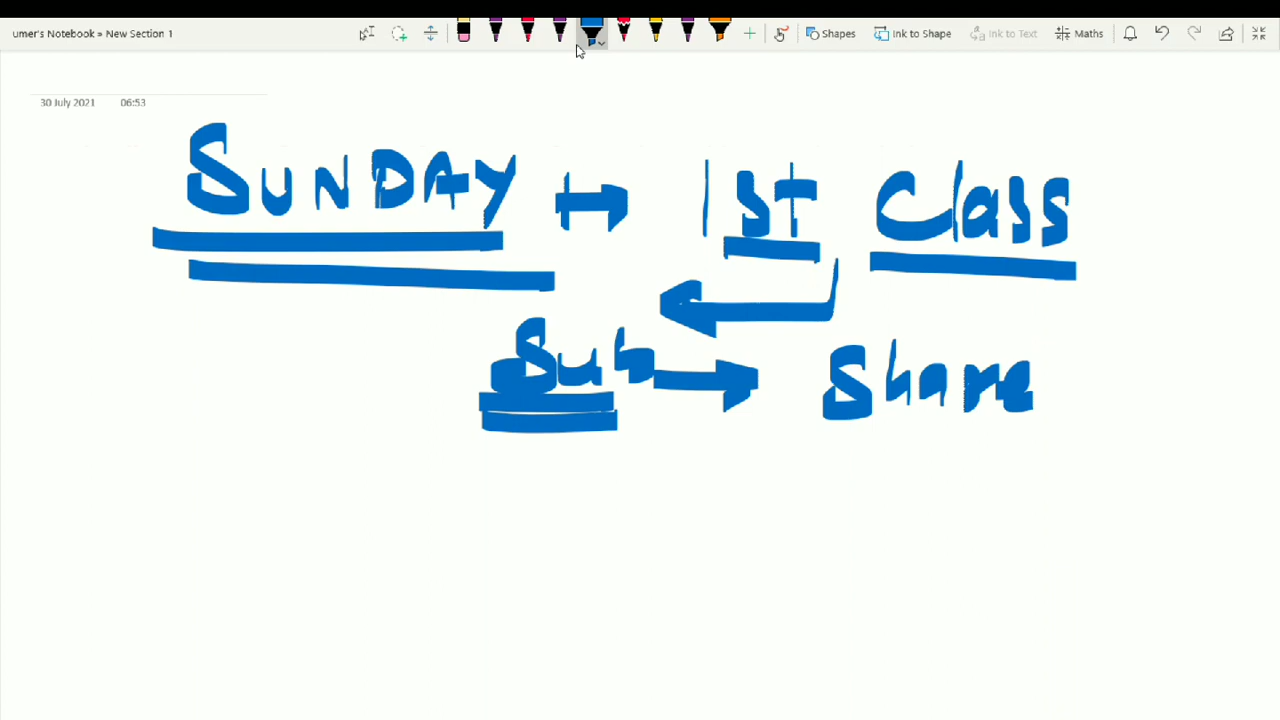 umer's Notebook » New Section 1
Shapes Ink to Shape Ink to Text Maths
30 July 2021 06:53
SUNDAY → 1st Class
Sub → Share